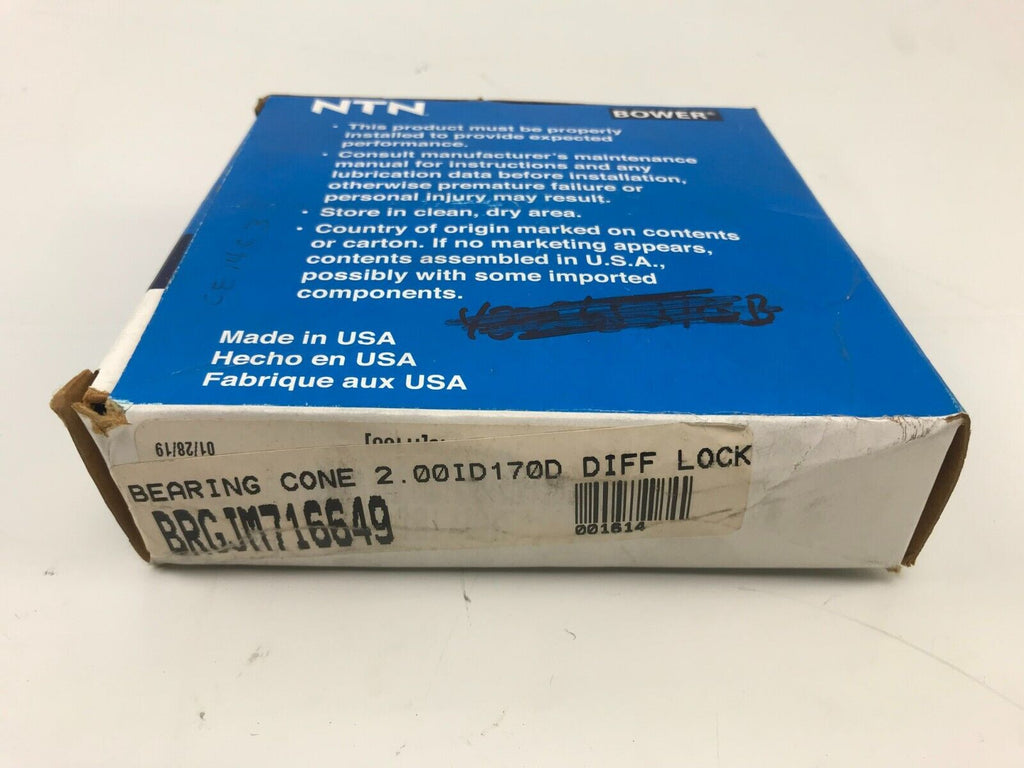 NTN
BOWER®
• This product must be properly
installed to provide expected
performance.
• Consult manufacturer's maintenance
manual for instructions and any
lubrication data before installation,
otherwise premature failure or
personal injury may result.
• Store in clean, dry area.
• Country of origin marked on contents
or carton. If no marketing appears,
contents assembled in U.S.A.,
possibly with some imported
components.
B
Made in USA
Hecho en USA
Fabrique aux USA
01/28/19
BEARING CONE 2.00ID170D DIFF LOCK
BRGJM716649
001614